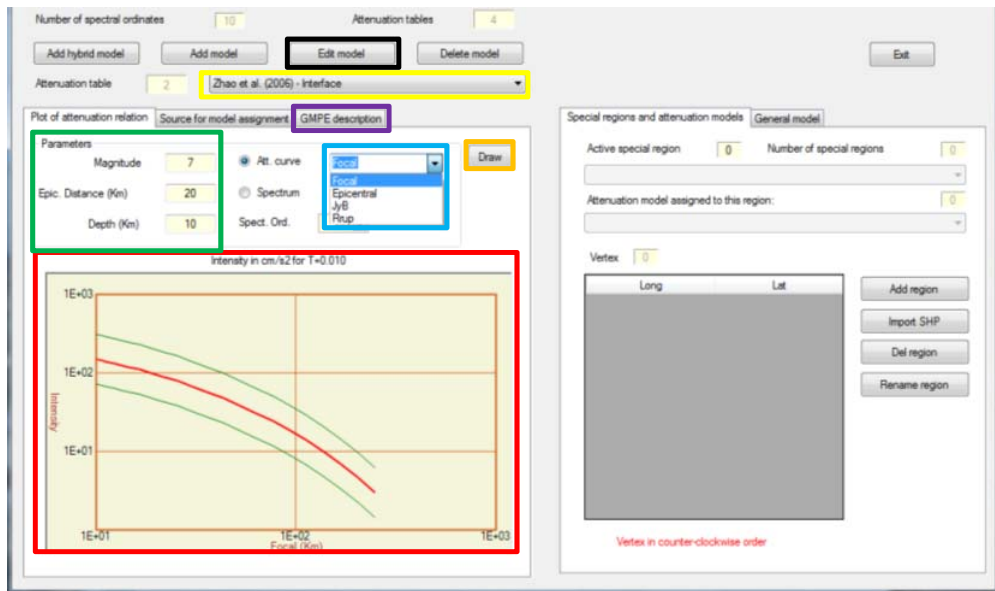 Number of spectral ordinates 10 Attenuation tables 4
Add hybrid model Add model Edit model Delete model Exit
Attenuation table 2 Zhao et al. (2006) - Interface
Plot of attenuation relation Source for model assignment GMPE description
Parameters
Magnitude 7
Epic. Distance (Km) 20
Depth (Km) 10
Att. curve
Spectrum
Spect. Ord.
Focal
Focal
Epicentral
JyB
Rrup
Draw
Intensity in cm/s2 for T=0.010
1E+03
1E+02
1E+01
Intensity
1E+01 1E+02 1E+03
Focal (Km)
Special regions and attenuation models General model
Active special region 0 Number of special regions 0
Attenuation model assigned to this region: 0
Vertex 0
Long Lat
Add region
Import SHP
Del region
Rename region
Vertex in counter-clockwise order